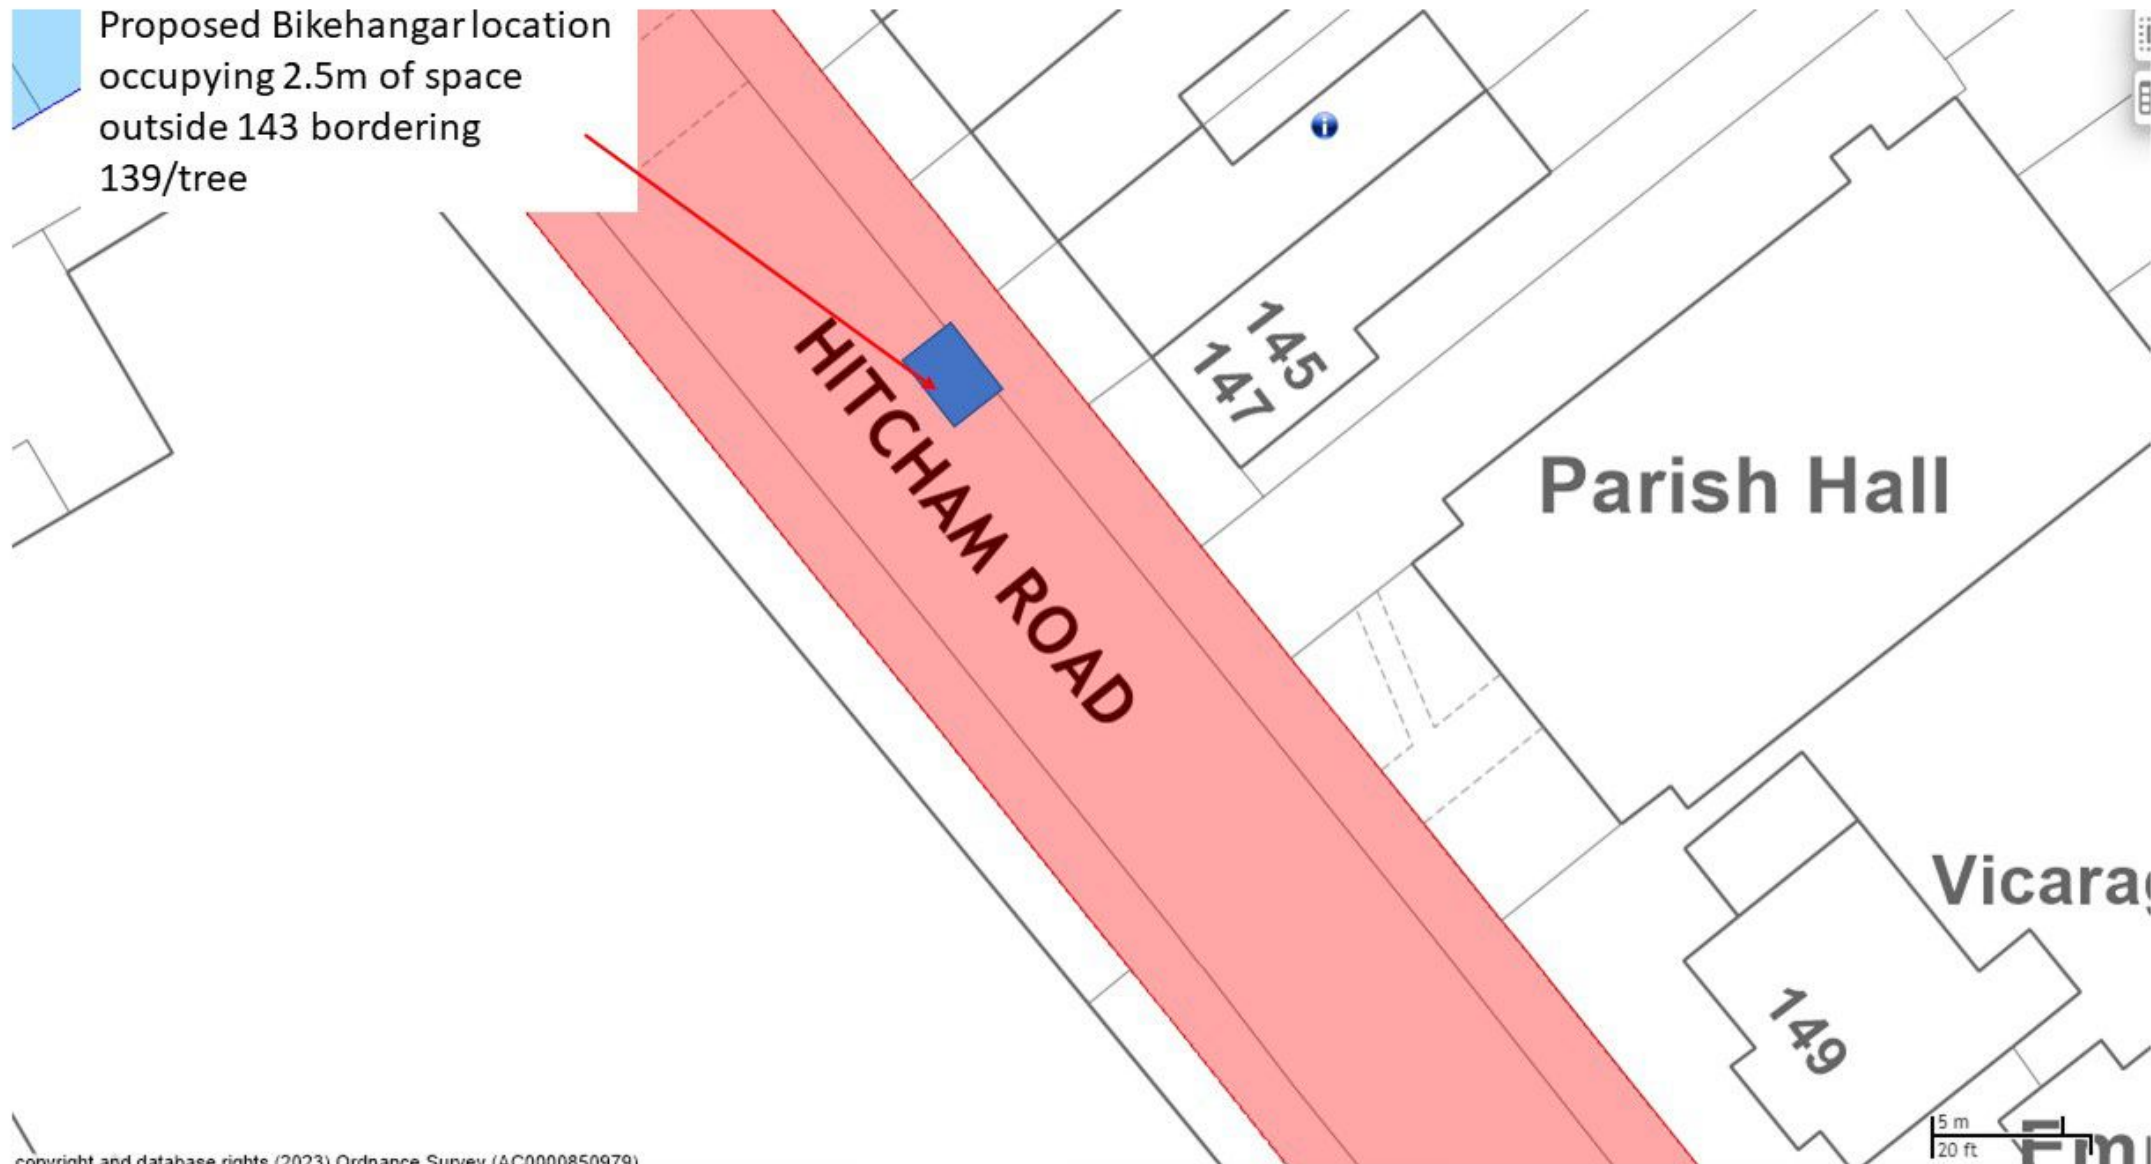 Proposed Bikehangar location
occupying 2.5m of space
outside 143 bordering
139/tree
HITCHAM ROAD
145
147
Parish Hall
149
5 m
20 ft
copyright and database rights (2023) Ordnance Survey (AC0000850979)